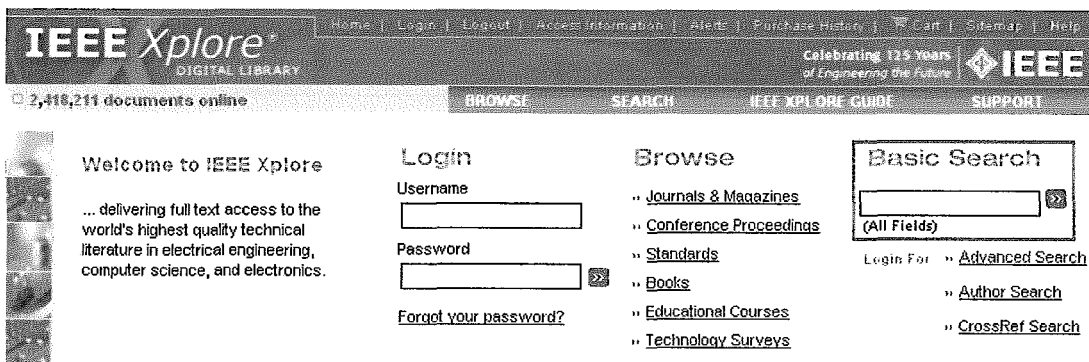 Home | Login | Logout | Access Information | Alerts | Purchase History | Cart | Sitemap | Help
IEEE Xplore®
DIGITAL LIBRARY
Celebrating 125 Years
of Engineering the Future
IEEE
2,418,211 documents online
BROWSE SEARCH IEEE XPLORE GUIDE SUPPORT
Welcome to IEEE Xplore
... delivering full text access to the
world's highest quality technical
literature in electrical engineering,
computer science, and electronics.
Login
Username
Password
Forgot your password?
Browse
» Journals & Magazines
» Conference Proceedings
» Standards
» Books
» Educational Courses
» Technology Surveys
Basic Search
(All Fields)
Login For » Advanced Search
» Author Search
» CrossRef Search